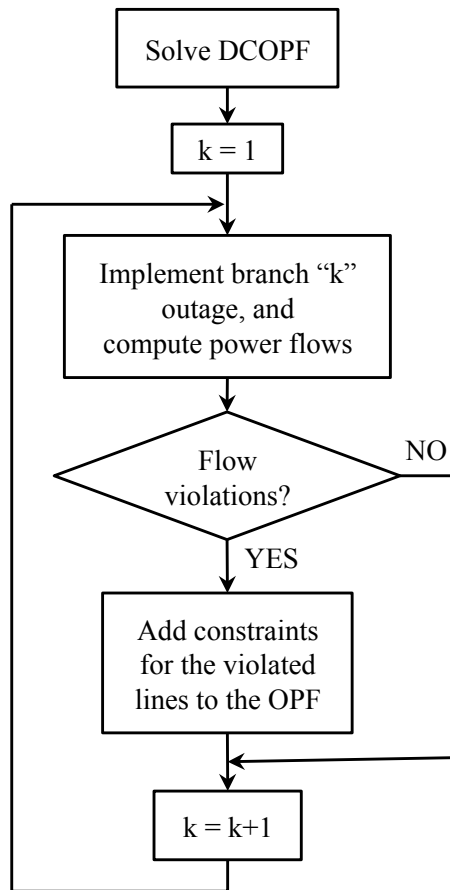 Solve DCOPF
k = 1
Implement branch “k”
outage, and
compute power flows
NO
Flow
violations?
YES
Add constraints
for the violated
lines to the OPF
k = k+1